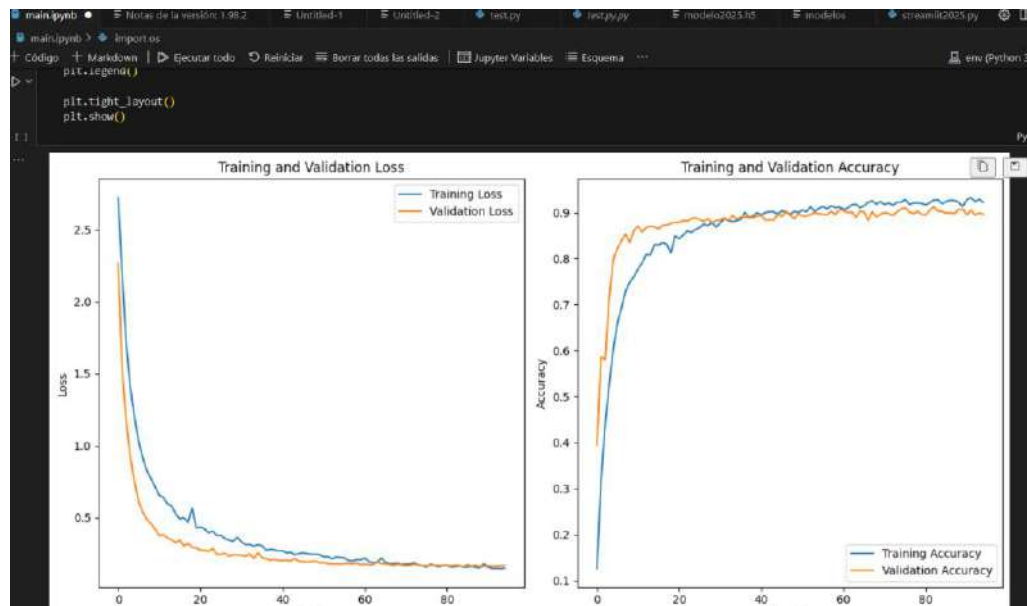 main.ipynb Notas de la versión: 1.98.2 Untitled-1 Untitled-2 test.py test.py.py modelo2025.h5 modelos streamlit2025.py
main.ipynb > import os
+ Código + Markdown Ejecutar todo Reiniciar Borrar todas las salidas Jupyter Variables Esquema ... env (Python 3
plt.legend()
plt.tight_layout()
plt.show()
[ ]
Py
...
Training and Validation Loss
Training Loss
Validation Loss
2.5
2.0
1.5
1.0
0.5
Loss
0 20 40 60 80
Training and Validation Accuracy
0.9
0.8
0.7
0.6
0.5
0.4
0.3
0.2
0.1
Accuracy
Training Accuracy
Validation Accuracy
0 20 40 60 80